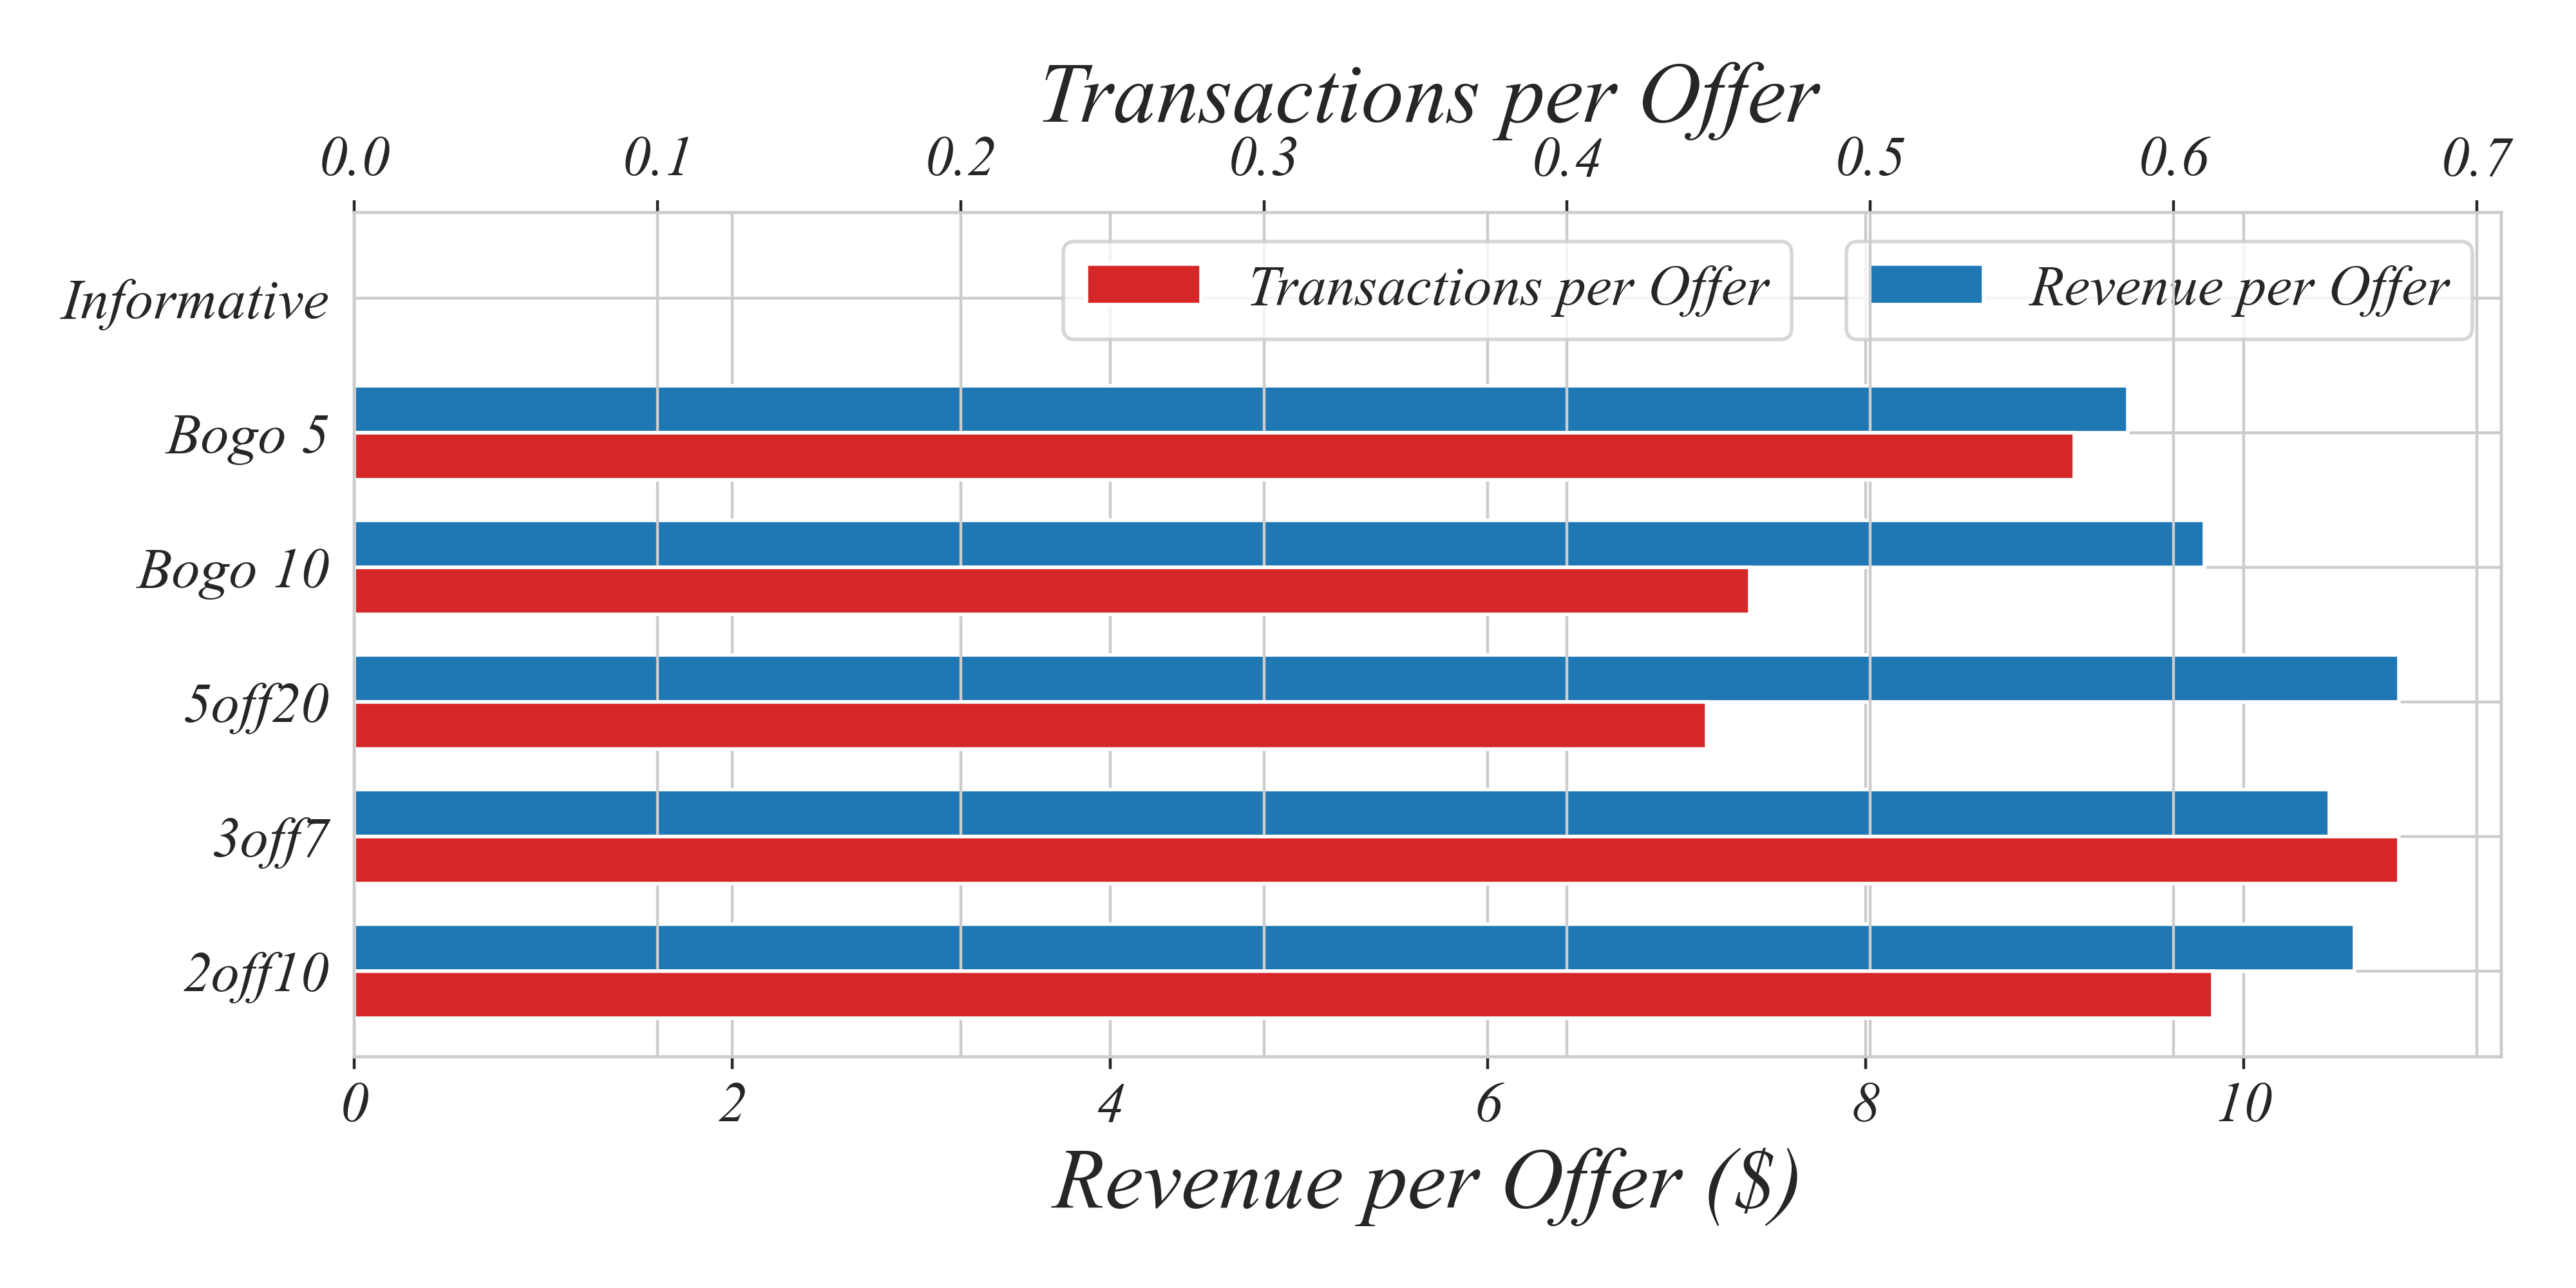 Transactions per Offer
0.0 0.1 0.2 0.3 0.4 0.5 0.6 0.7
Transactions per Offer Revenue per Offer
Informative
Bogo 5
Bogo 10
5off20
3off7
2off10
0 2 4 6 8 10
Revenue per Offer ($)